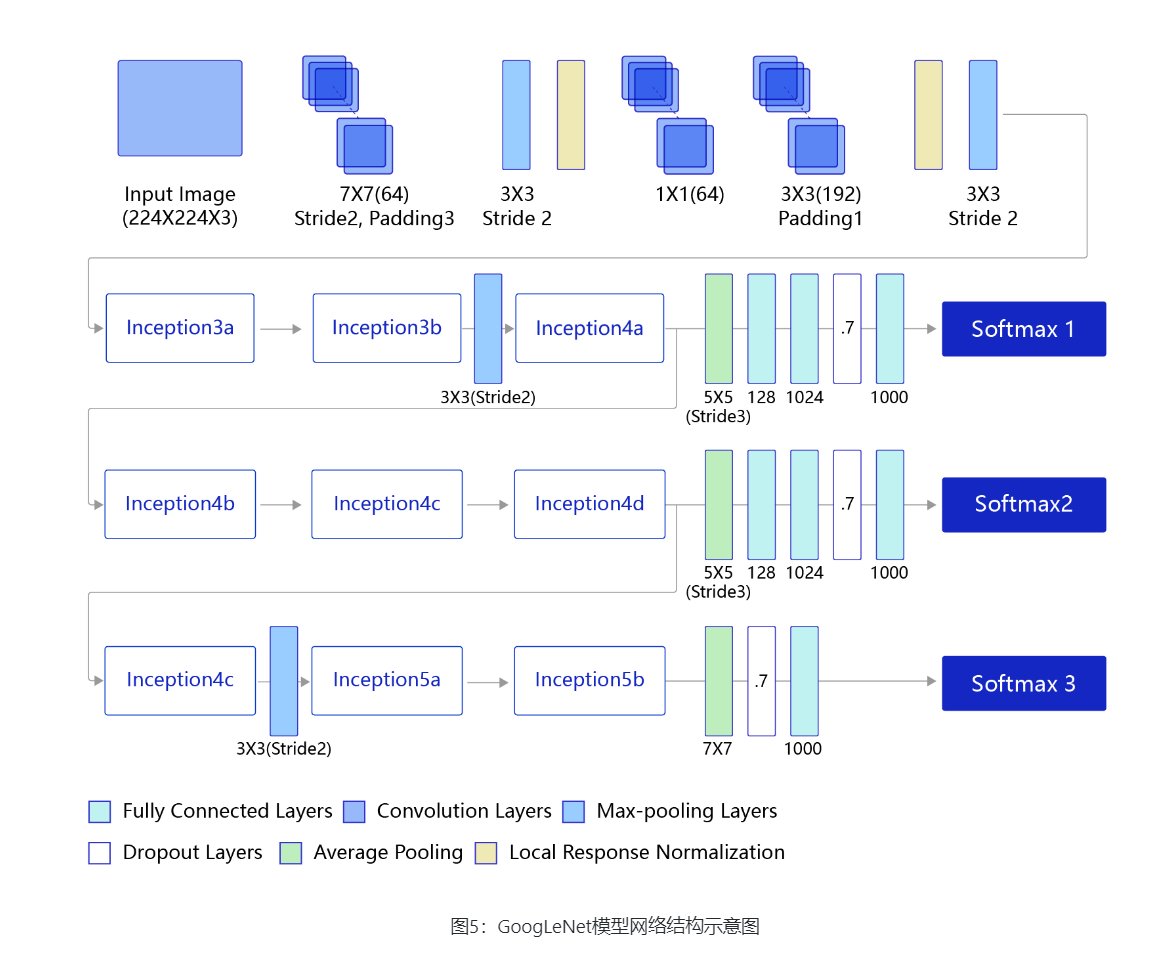 Input Image
(224X224X3)
7X7(64)
Stride2, Padding3
3X3
Stride 2
1X1(64)
3X3(192)
Padding1
3X3
Stride 2
Inception3a
Inception3b
3X3(Stride2)
Inception4a
5X5
(Stride3)
128
1024
.7
1000
Softmax 1
Inception4b
Inception4c
Inception4d
5X5
(Stride3)
128
1024
.7
1000
Softmax2
Inception4c
3X3(Stride2)
Inception5a
Inception5b
7X7
.7
1000
Softmax 3
Fully Connected Layers
Convolution Layers
Max-pooling Layers
Dropout Layers
Average Pooling
Local Response Normalization
图5：GoogLeNet模型网络结构示意图